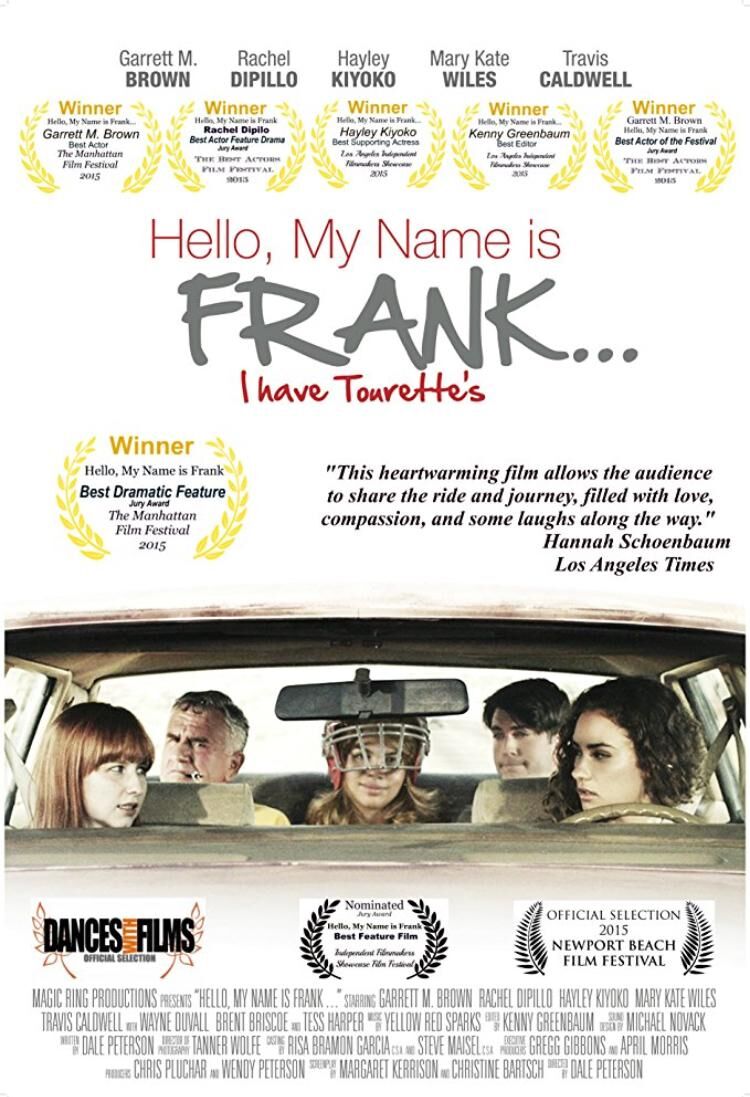 Garrett M. BROWN
Rachel DIPILLO
Hayley KIYOKO
Mary Kate WILES
Travis CALDWELL
Winner
Hello, My Name is Frank...
Garrett M. Brown
Best Actor
The Manhattan
Film Festival
2015
Winner
Hello, My Name is Frank
Rachel Dipilo
Best Actor Feature Drama
Jury Award
THE BEST ACTORS
FILM FESTIVAL
2015
Winner
Hello, My Name is Frank...
Hayley Kiyoko
Best Supporting Actress
Los Angeles Independent
Filmmakers Showcase
2015
Winner
Hello, My Name is Frank...
Kenny Greenbaum
Best Editor
Los Angeles Independent
Filmmakers Showcase
2015
Winner
Garrett M. Brown
Hello, My Name is Frank
Best Actor of the Festival
Jury Award
THE BEST ACTORS
FILM FESTIVAL
2015
Hello, My Name is
FRANK...
I have Tourette's
Winner
Hello, My Name is Frank
Best Dramatic Feature
Jury Award
The Manhattan
Film Festival
2015
"This heartwarming film allows the audience
to share the ride and journey, filled with love,
compassion, and some laughs along the way."
Hannah Schoenbaum
Los Angeles Times
DANCES WITH FILMS
OFFICIAL SELECTION
Nominated
Jury Award
Hello, My Name is Frank
Best Feature Film
Independent Filmmakers
Showcase Film Festival
OFFICIAL SELECTION
2015
NEWPORT BEACH
FILM FESTIVAL
MAGIC RING PRODUCTIONS PRESENTS "HELLO, MY NAME IS FRANK ..." STARRING GARRETT M. BROWN RACHEL DIPILLO HAYLEY KIYOKO MARY KATE WILES
TRAVIS CALDWELL WITH WAYNE DUVALL BRENT BRISCOE AND TESS HARPER MUSIC BY YELLOW RED SPARKS EDITED BY KENNY GREENBAUM SOUND DESIGN BY MICHAEL NOVACK
WRITTEN BY DALE PETERSON DIRECTOR OF PHOTOGRAPHY TANNER WOLFE CASTING BY RISA BRAMON GARCIA C.S.A AND STEVE MAISEL C.S.A EXECUTIVE PRODUCERS GREGG GIBBONS AND APRIL MORRIS
PRODUCERS CHRIS PLUCHAR AND WENDY PETERSON SCREENPLAY BY MARGARET KERRISON AND CHRISTINE BARTSCH DIRECTED BY DALE PETERSON